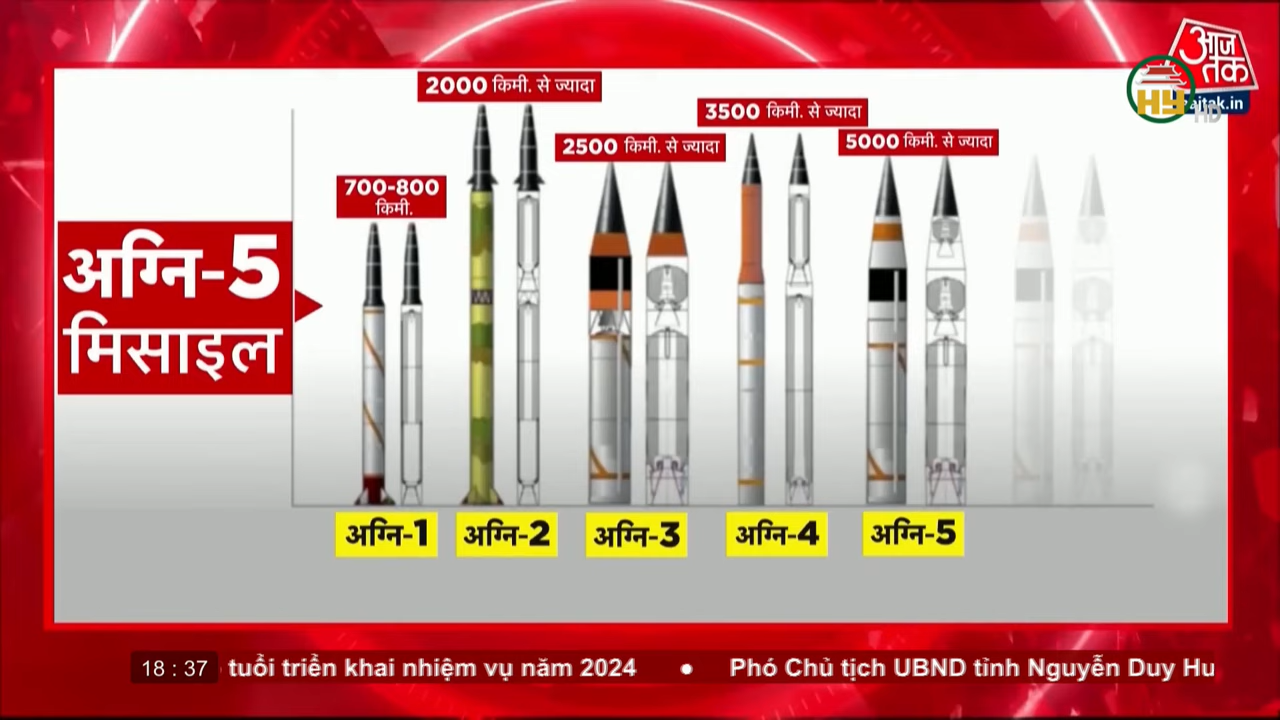 आज
तक
aajtak.in
HY
HD
2000 किमी. से ज्यादा
3500 किमी. से ज्यादा
2500 किमी. से ज्यादा
5000 किमी. से ज्यादा
700-800
किमी.
अग्नि-5
मिसाइल
अग्नि-1
अग्नि-2
अग्नि-3
अग्नि-4
अग्नि-5
18 : 37 tuổi triển khai nhiệm vụ năm 2024 • Phó Chủ tịch UBND tỉnh Nguyễn Duy Hu